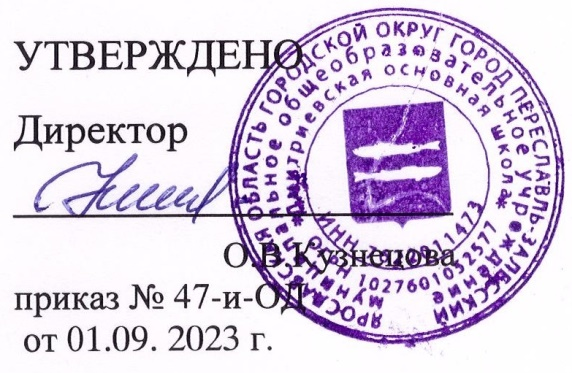 УТВЕРЖДЕНО
Директор
О.В.Кузнецова
приказ № 47-и-ОД
от 01.09. 2023 г.
ЯРОСЛАВСКАЯ ОБЛАСТЬ ГОРОДСКОЙ ОКРУГ ГОРОД ПЕРЕСЛАВЛЬ-ЗАЛЕССКИЙ
муниципальное общеобразовательное учреждение
*Дмитриевская основная школа*
1027601052577
ИНН